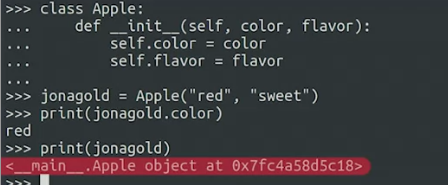 >>> class Apple:
...     def __init__(self, color, flavor):
...         self.color = color
...         self.flavor = flavor
...
>>> jonagold = Apple("red", "sweet")
>>> print(jonagold.color)
red
>>> print(jonagold)
<__main__.Apple object at 0x7fc4a58d5c18>
>>>